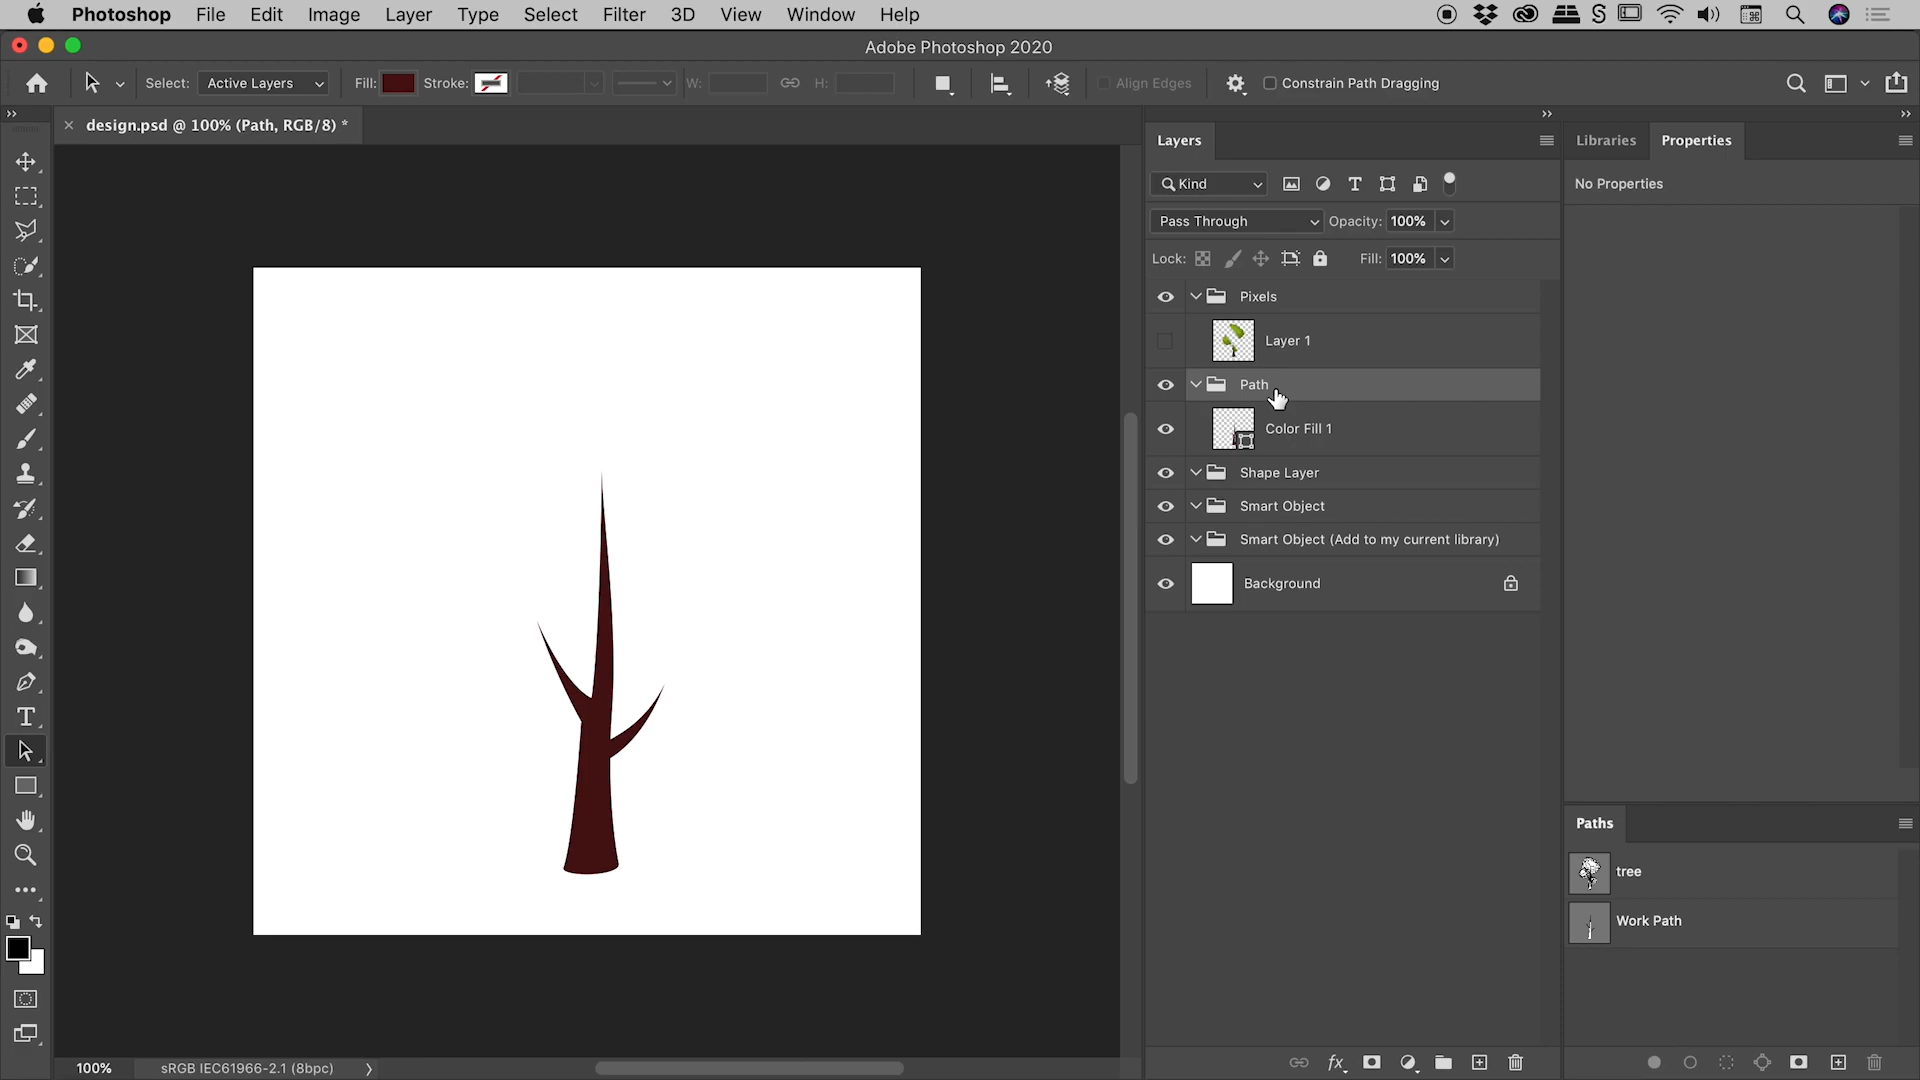 Photoshop File Edit Image Layer Type Select Filter 3D View Window Help
Adobe Photoshop 2020
Select: Active Layers Fill: Stroke: W: H: Align Edges Constrain Path Dragging
design.psd @ 100% (Path, RGB/8) *
Layers
Kind
Pass Through Opacity: 100%
Lock: Fill: 100%
Pixels
Layer 1
Path
Color Fill 1
Shape Layer
Smart Object
Smart Object (Add to my current library)
Background
Libraries Properties
No Properties
Paths
tree
Work Path
100% sRGB IEC61966-2.1 (8bpc)